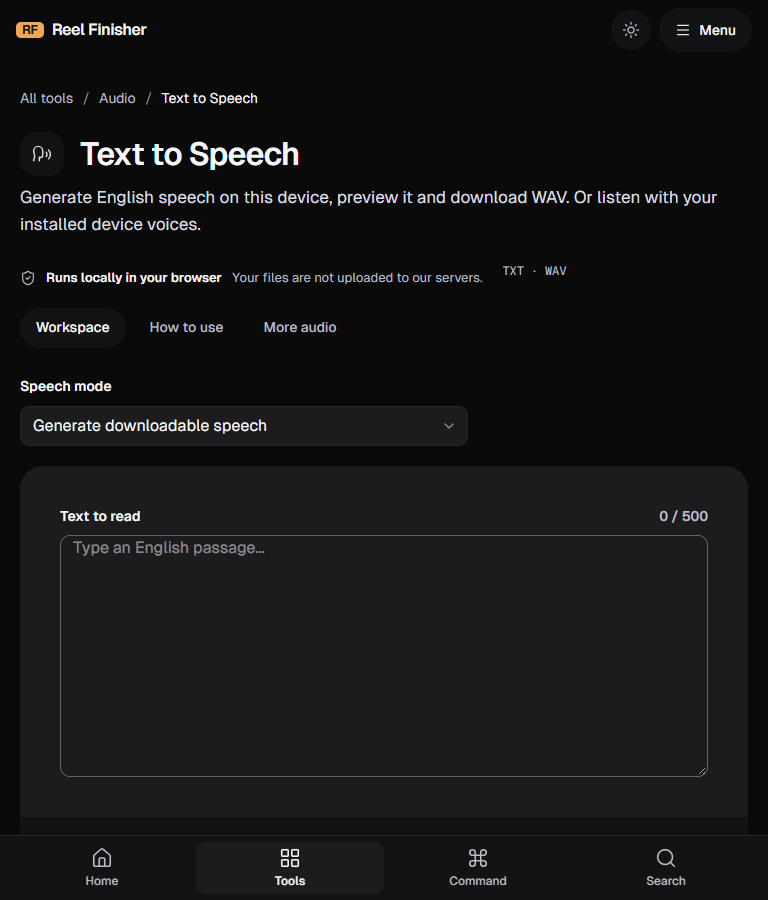 RF Reel Finisher
Menu
All tools / Audio / Text to Speech
Text to Speech
Generate English speech on this device, preview it and download WAV. Or listen with your
installed device voices.
Runs locally in your browser Your files are not uploaded to our servers. TXT · WAV
Workspace How to use More audio
Speech mode
Generate downloadable speech
Text to read 0 / 500
Type an English passage...
Home Tools Command Search